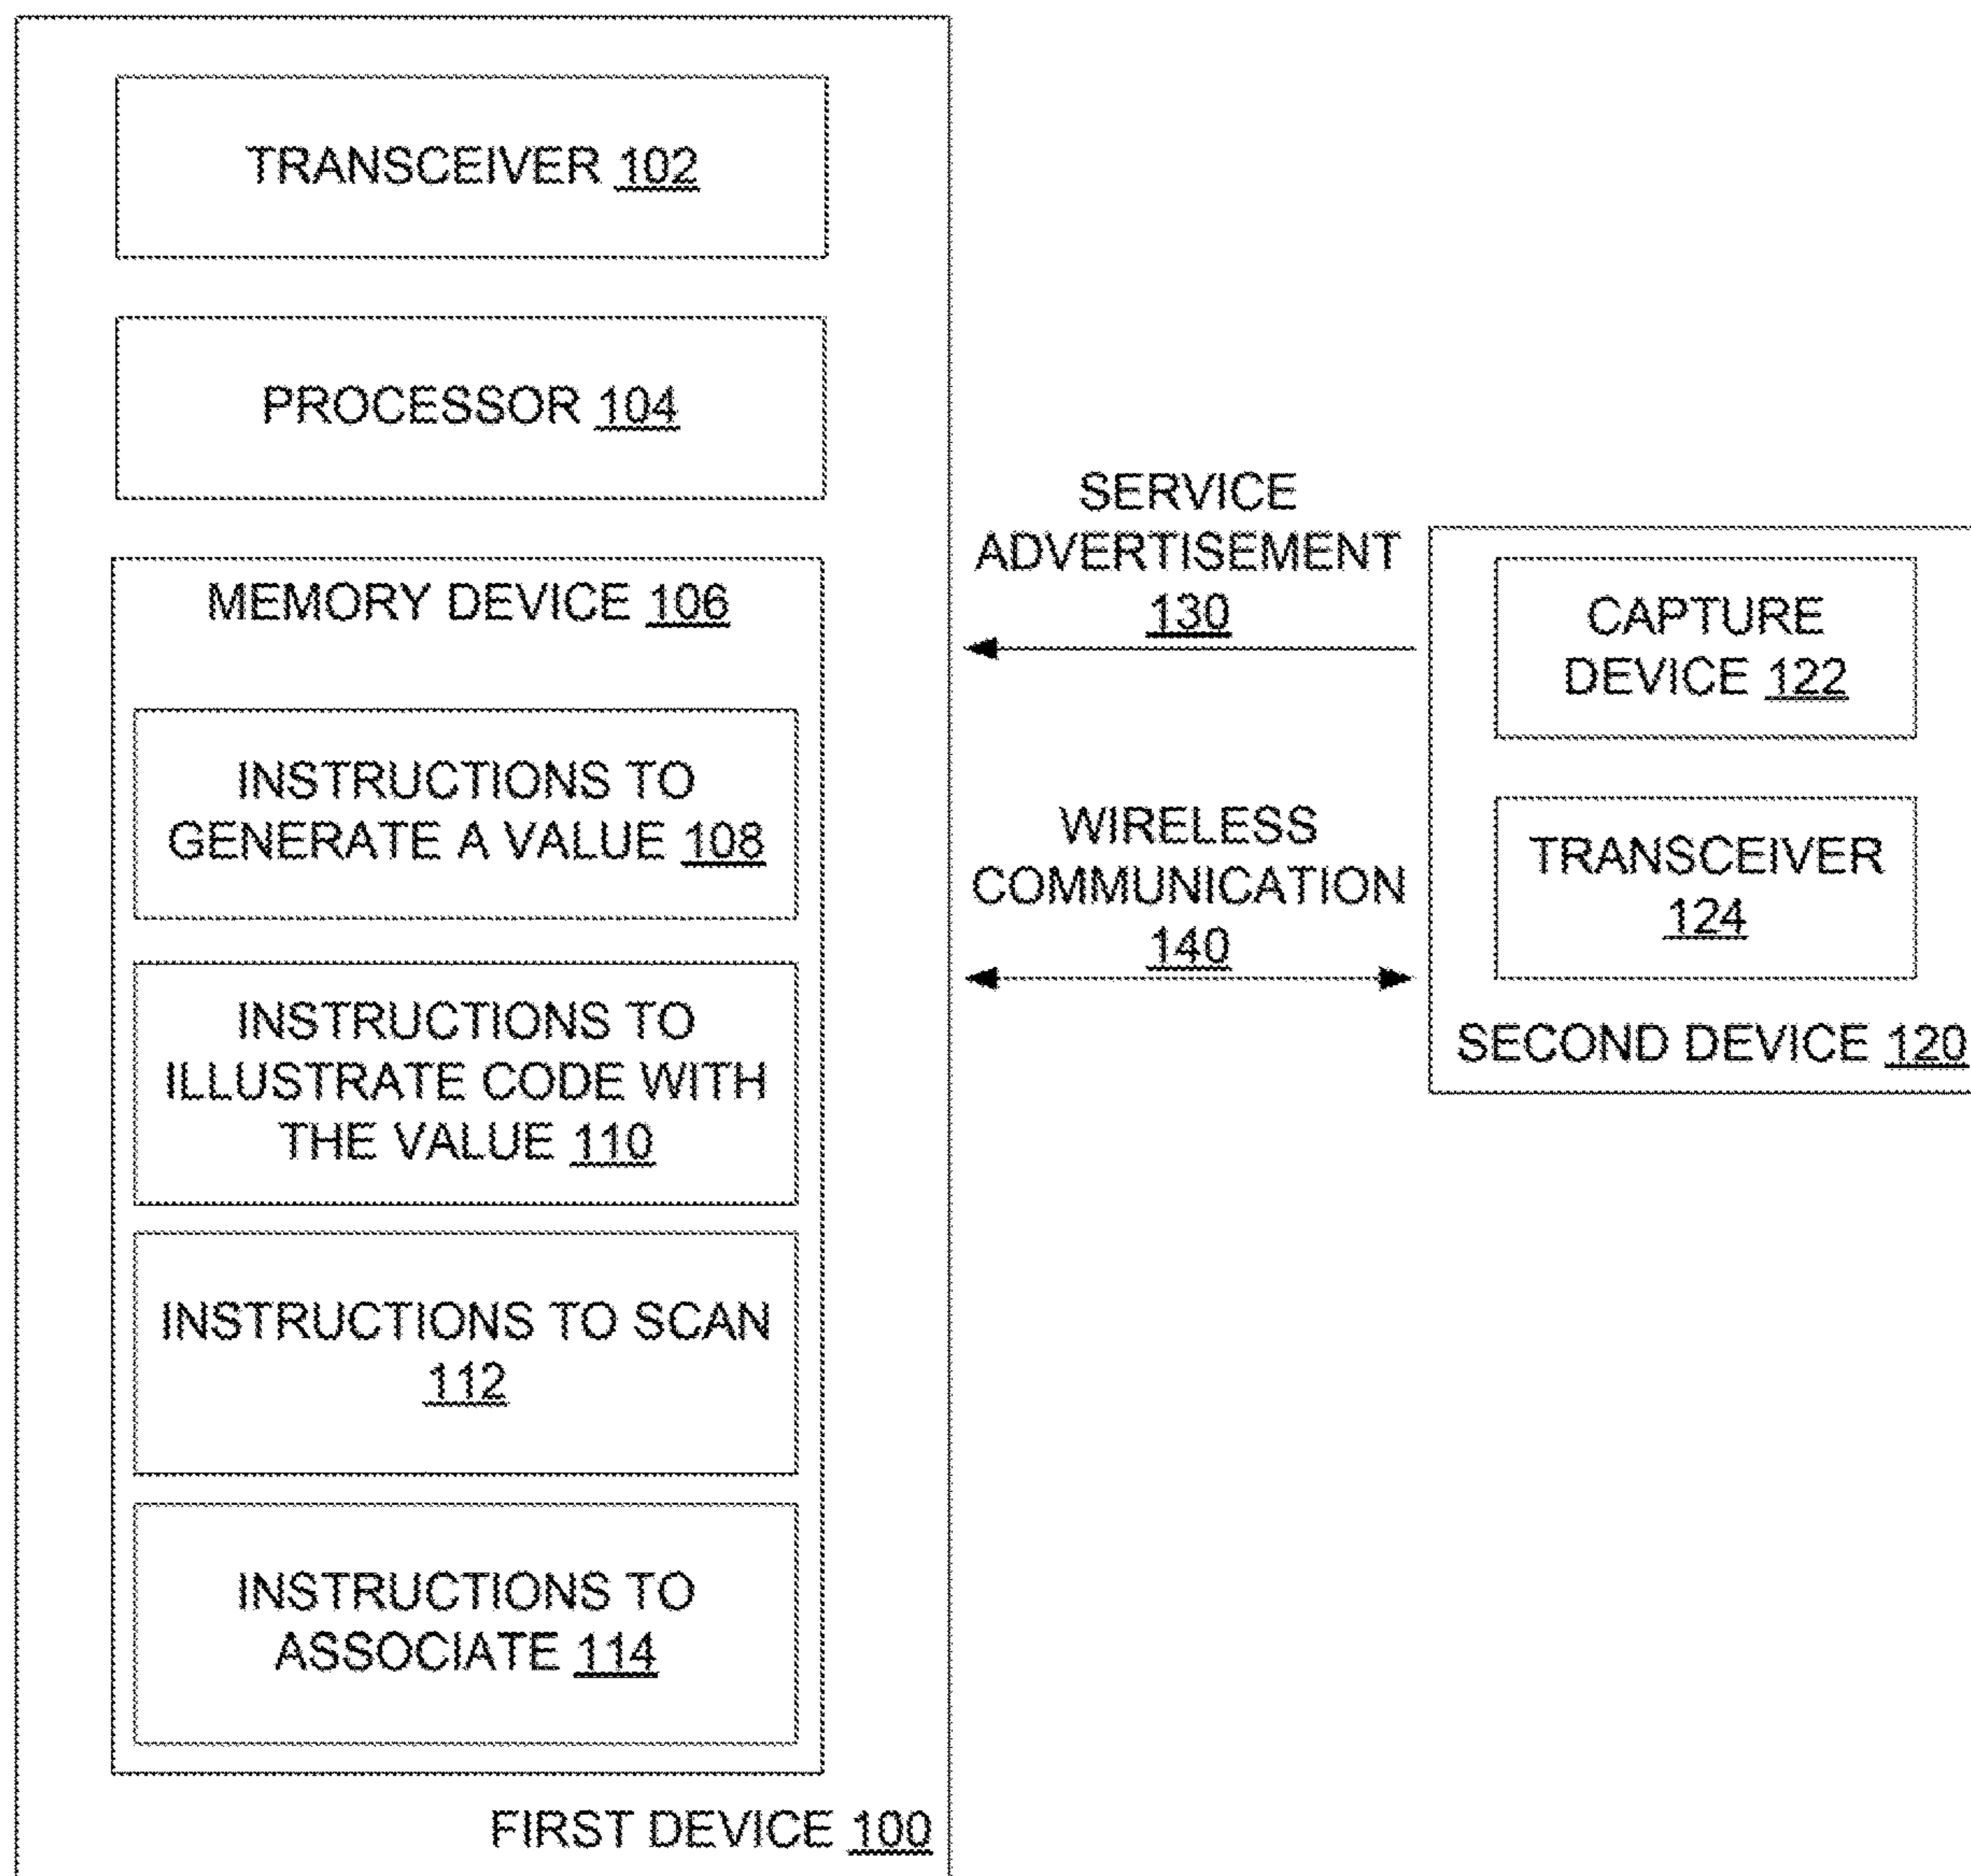 TRANSCEIVER 102
PROCESSOR 104
MEMORY DEVICE 106
INSTRUCTIONS TO
GENERATE A VALUE 108
INSTRUCTIONS TO
ILLUSTRATE CODE WITH
THE VALUE 110
INSTRUCTIONS TO SCAN
112
INSTRUCTIONS TO
ASSOCIATE 114
FIRST DEVICE 100
SERVICE
ADVERTISEMENT
130
WIRELESS
COMMUNICATION
140
CAPTURE
DEVICE 122
TRANSCEIVER
124
SECOND DEVICE 120